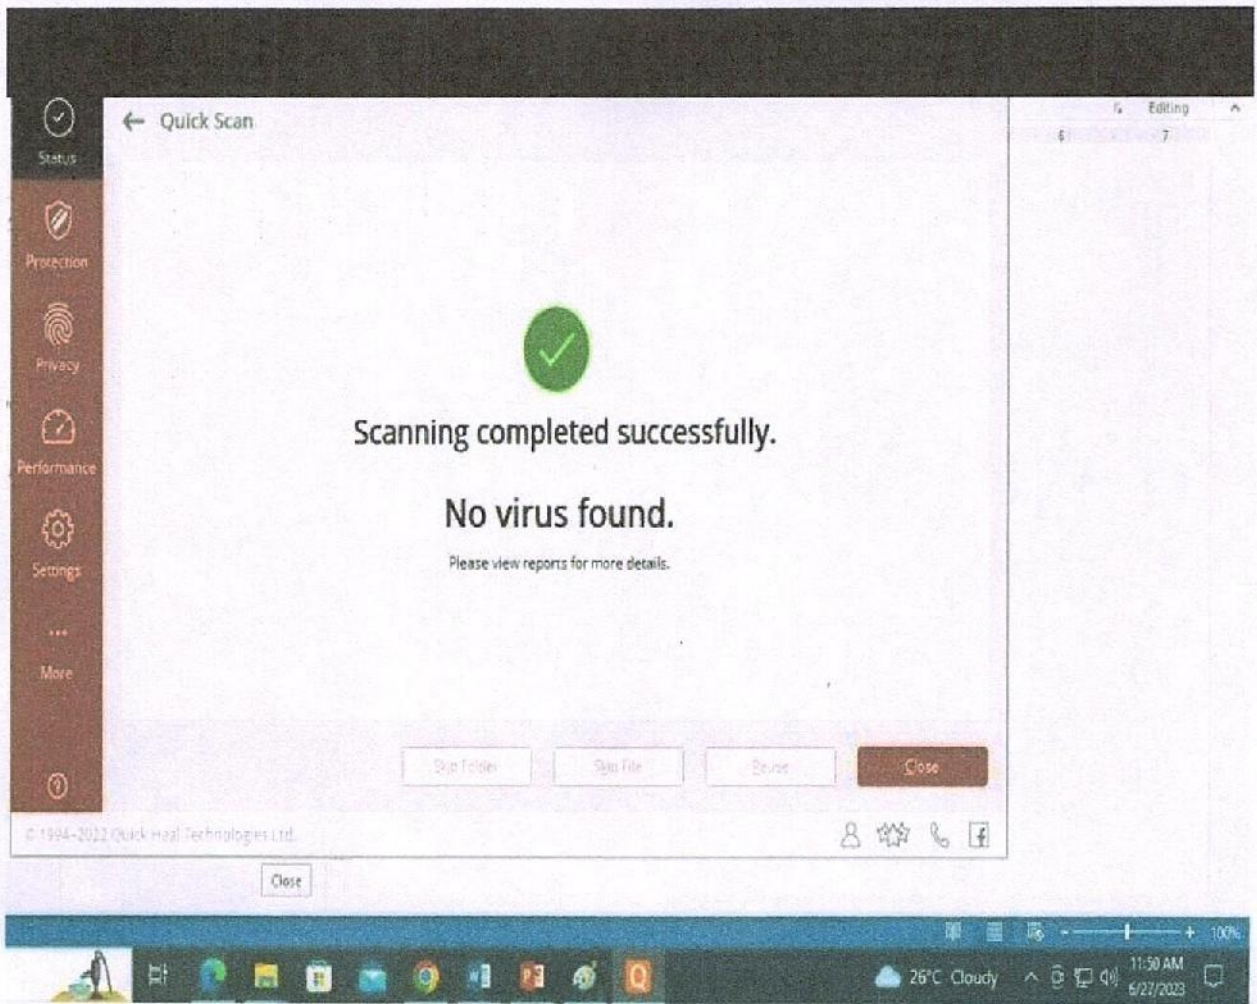 Quick Scan
Editing
6 7
Status
Protection
Privacy
Performance
Settings
More
Scanning completed successfully.
No virus found.
Please view reports for more details.
Skip Folder Skip File Pause Close
© 1994-2022 Quick Heal Technologies Ltd.
Close
100%
26°C Cloudy
11:50 AM
6/27/2023